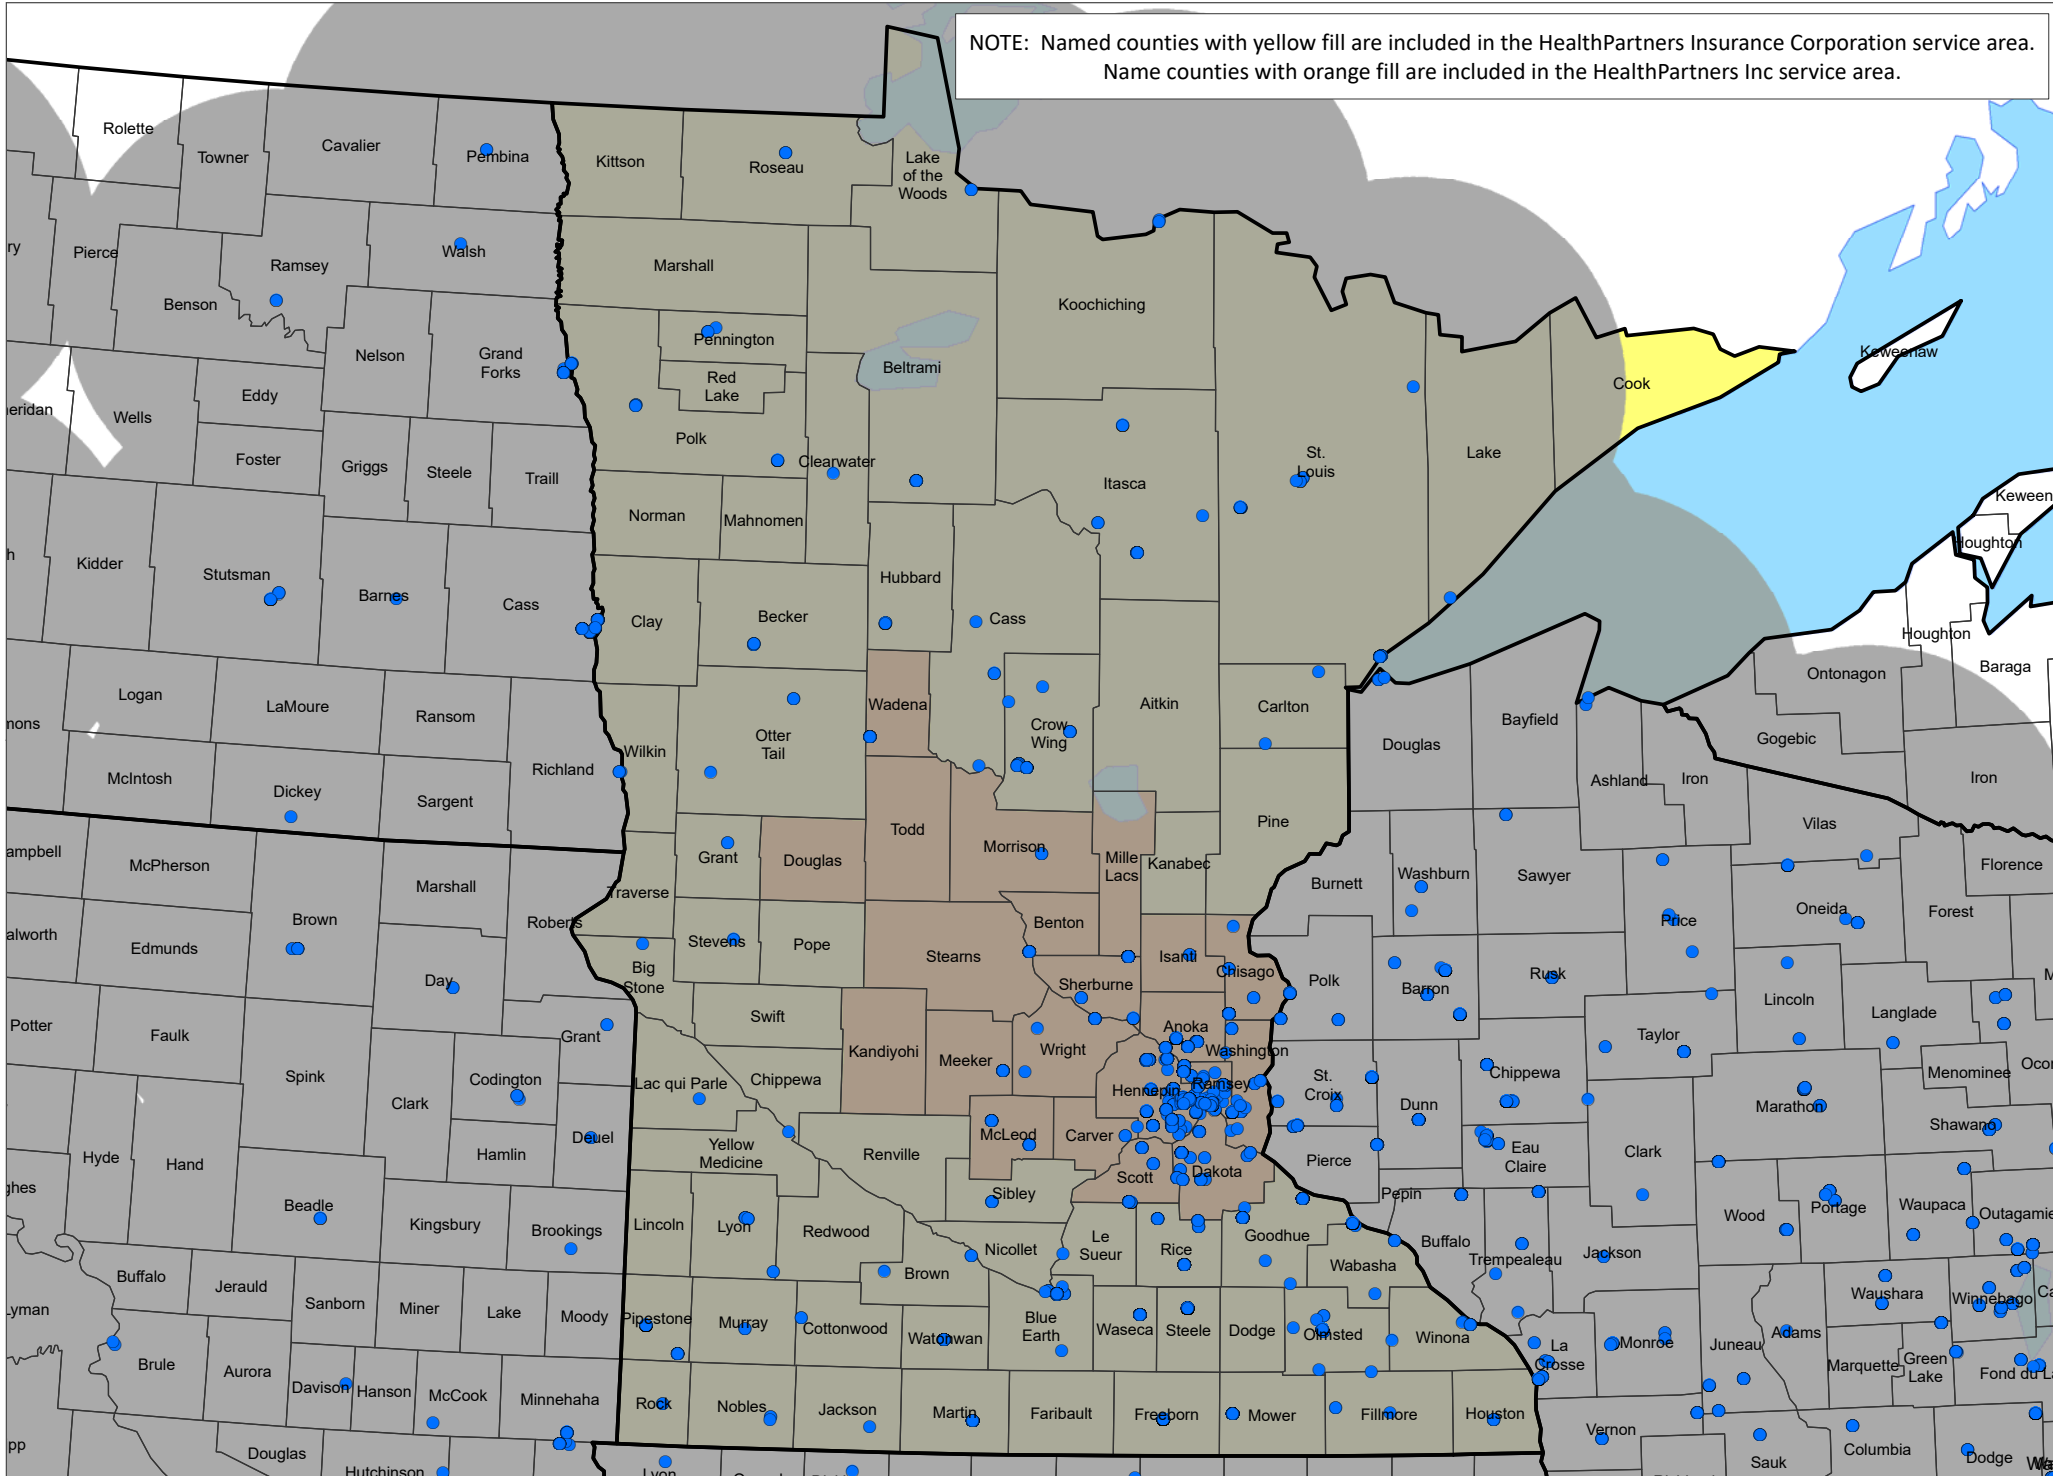 NOTE: Named counties with yellow fill are included in the HealthPartners Insurance Corporation service area.
Name counties with orange fill are included in the HealthPartners Inc service area.
Rolette
Towner
Cavalier
Pembina
Kittson
Roseau
Lake
of the
Woods
ry
Pierce
Benson
Ramsey
Walsh
Marshall
Koochiching
Nelson
Grand
Forks
Pennington
Red
Lake
Beltrami
Cook
Keweenaw
eridan
Wells
Eddy
Foster
Griggs
Steele
Traill
Polk
Clearwater
Itasca
St.
Louis
Lake
Keween
Houghton
h
Kidder
Stutsman
Barnes
Cass
Norman
Mahnomen
Clay
Becker
Hubbard
Cass
Houghton
Baraga
Ontonagon
mons
Logan
LaMoure
Ransom
Richland
Wilkin
Otter
Tail
Wadena
Crow
Wing
Aitkin
Carlton
Douglas
Bayfield
Ashland
Iron
Gogebic
Iron
McIntosh
Dickey
Sargent
Todd
Morrison
Mille
Lacs
Kanabec
Pine
Vilas
Florence
ampbell
McPherson
Marshall
Roberts
Traverse
Grant
Douglas
Burnett
Washburn
Sawyer
Price
Oneida
Forest
alworth
Edmunds
Brown
Day
Big
Stone
Stevens
Pope
Stearns
Benton
Sherburne
Isanti
Chisago
Polk
Barron
Rusk
Lincoln
Langlade
M
Potter
Faulk
Spink
Grant
Codington
Clark
Swift
Kandiyohi
Meeker
Wright
Anoka
Washington
Hennepin
Ramsey
St.
Croix
Dunn
Chippewa
Taylor
Marathon
Menominee
Ocor
Shawano
Lac qui Parle
Chippewa
Deuel
Hamlin
Hyde
Hand
Yellow
Medicine
Renville
McLeod
Carver
Scott
Dakota
Pierce
Pepin
Eau
Claire
Clark
ghes
Beadle
Kingsbury
Brookings
Lincoln
Lyon
Redwood
Sibley
Nicollet
Brown
Le
Sueur
Rice
Goodhue
Wabasha
Buffalo
Trempealeau
Jackson
Wood
Portage
Waupaca
Outagamie
Buffalo
Jerauld
Sanborn
Miner
Lake
Moody
Pipestone
Murray
Cottonwood
Watonwan
Blue
Earth
Waseca
Steele
Dodge
Olmsted
Winona
La
Crosse
Monroe
Juneau
Adams
Waushara
Winnebago
Ca
Marquette
Green
Lake
Fond du La
Lyman
Brule
Aurora
Davison
Hanson
McCook
Minnehaha
Rock
Nobles
Jackson
Martin
Faribault
Freeborn
Mower
Fillmore
Houston
Vernon
Sauk
Columbia
Dodge
pp
Douglas
Hutchinson
Lyon